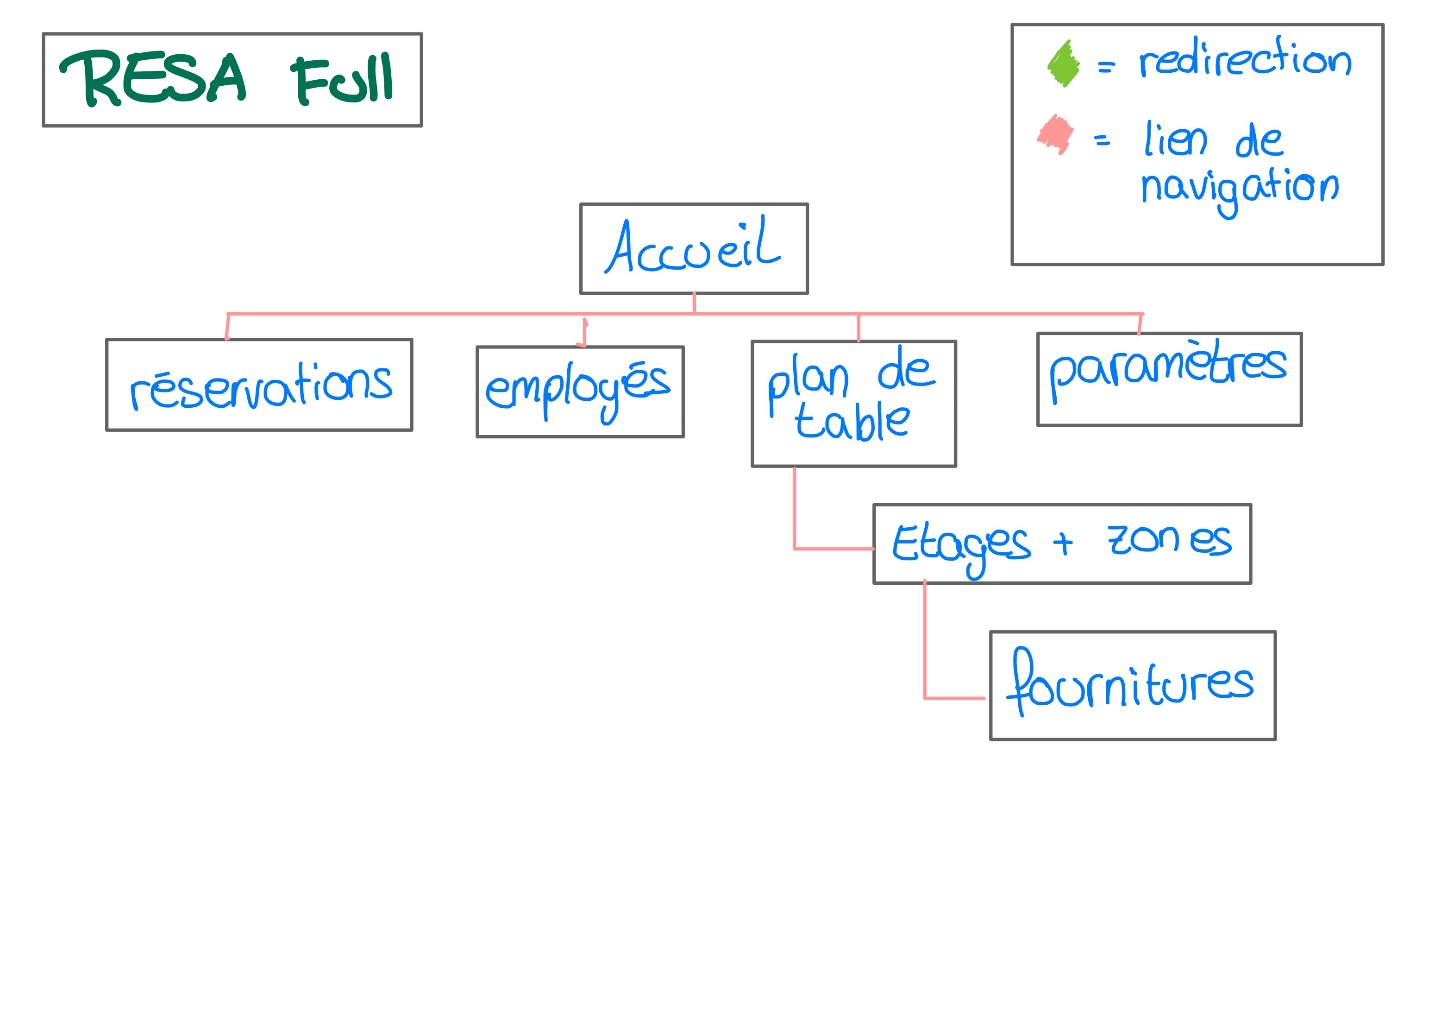 RESA Full
= redirection
= lien de
navigation
Accueil
réservations
employés
plan de
table
paramètres
Etages + zones
fournitures